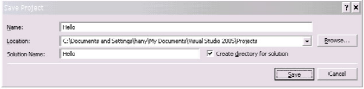 Save Project
Name: Hello
Location: C:\Documents and Settings\hany\My Documents\Visual Studio 2005\Projects Browse...
Solution Name: Hello Create directory for solution
Save Cancel